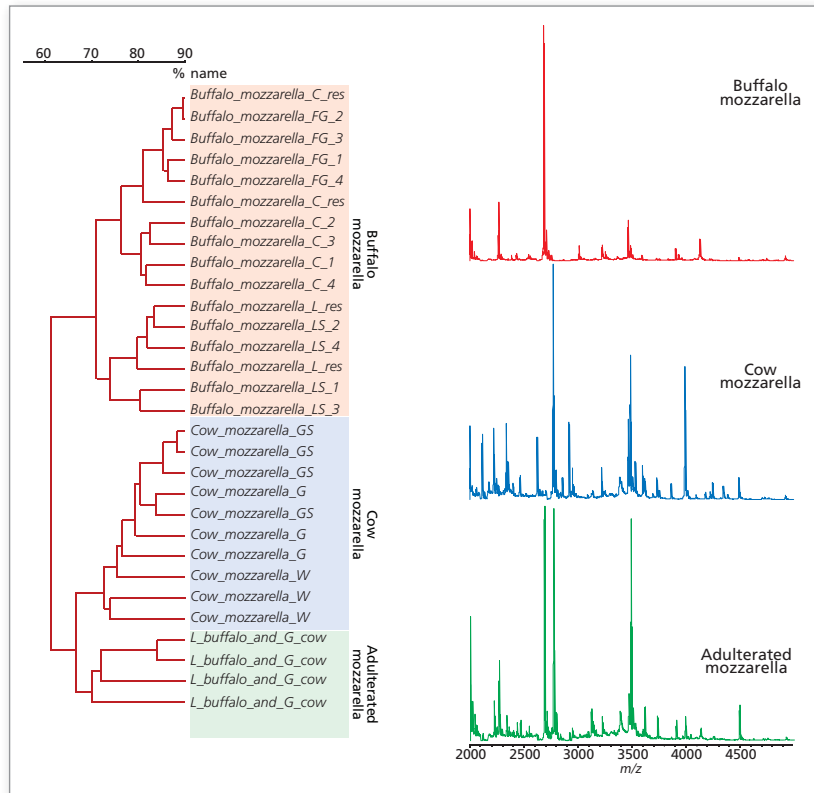 60 70 80 90
% name
Buffalo_mozzarella_C_res
Buffalo_mozzarella_FG_2
Buffalo_mozzarella_FG_3
Buffalo_mozzarella_FG_1
Buffalo_mozzarella_FG_4
Buffalo_mozzarella_C_res
Buffalo_mozzarella_C_2
Buffalo_mozzarella_C_3
Buffalo_mozzarella_C_1
Buffalo_mozzarella_C_4
Buffalo_mozzarella_L_res
Buffalo_mozzarella_LS_2
Buffalo_mozzarella_LS_4
Buffalo_mozzarella_L_res
Buffalo_mozzarella_LS_1
Buffalo_mozzarella_LS_3
Buffalo
mozzarella
Cow_mozzarella_GS
Cow_mozzarella_GS
Cow_mozzarella_GS
Cow_mozzarella_G
Cow_mozzarella_GS
Cow_mozzarella_G
Cow_mozzarella_G
Cow_mozzarella_W
Cow_mozzarella_W
Cow_mozzarella_W
Cow
mozzarella
L_buffalo_and_G_cow
L_buffalo_and_G_cow
L_buffalo_and_G_cow
L_buffalo_and_G_cow
Adulterated
mozzarella
Buffalo
mozzarella
Cow
mozzarella
Adulterated
mozzarella
2000 2500 3000 3500 4000 4500
m/z